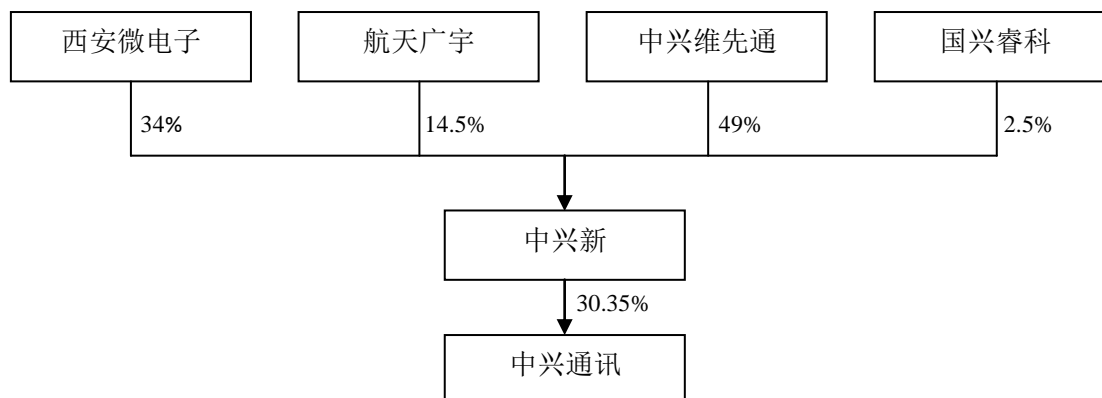 西安微电子
航天广宇
中兴维先通
国兴睿科
34%
14.5%
49%
2.5%
中兴新
30.35%
中兴通讯